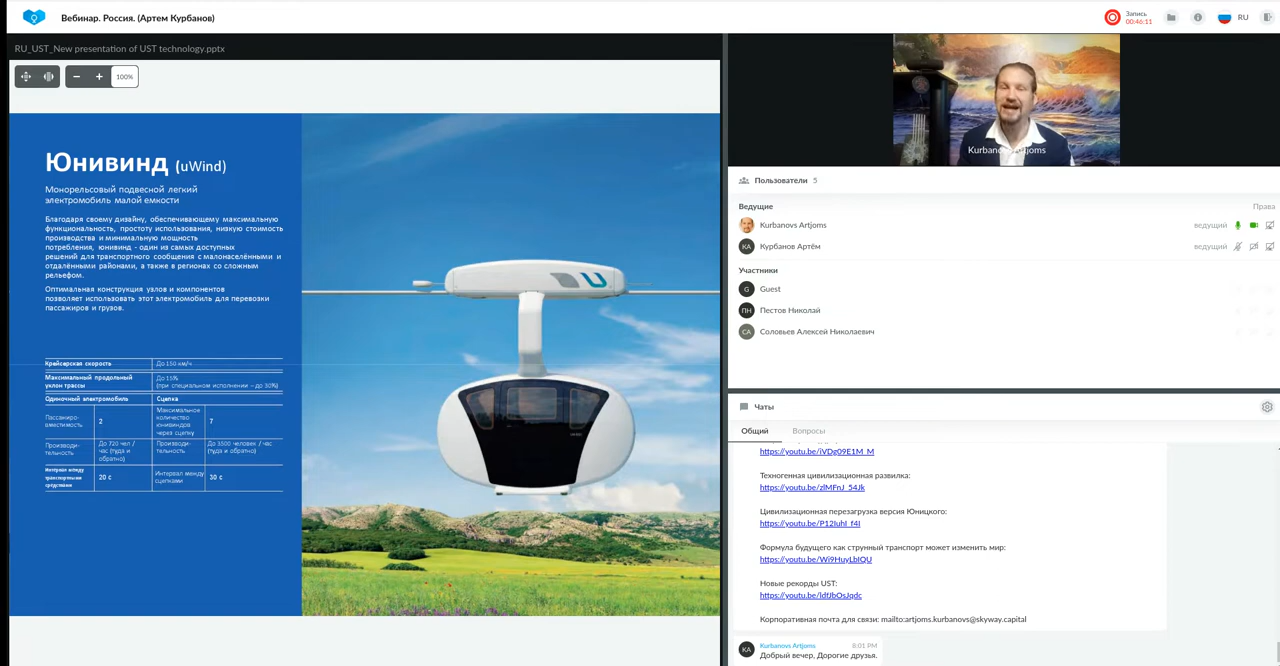 Вебинар. Россия. (Артем Курбанов)
Запись
00:46:11
RU
RU_UST_New presentation of UST technology.pptx
100%
Юнивинд (uWind)
Монорельсовый подвесной легкий
электромобиль малой емкости
Благодаря своему дизайну, обеспечивающему максимальную
функциональность, простоту использования, низкую стоимость
производства и минимальную мощность
потребления, юнивинд - один из самых доступных
решений для транспортного сообщения с малонаселёнными и
отдалёнными районами, а также в регионах со сложным
рельефом.
Оптимальная конструкция узлов и компонентов
позволяет использовать этот электромобиль для перевозки
пассажиров и грузов.
Крейсерская скорость
До 150 км/ч
Максимальный продольный
уклон трассы
До 15%
(при специальном исполнении – до 30%)
Одиночный электромобиль
Сцепка
Пассажиро-
вместимость
2
Максимальное
количество
юнивиндов
через сцепку
7
Производи-
тельность
До 720 чел /
час (туда и
обратно)
Производи-
тельность
До 3500 человек / час
(туда и обратно)
Интервал между
транспортными
средствами
20 с
Интервал между
сцепками
30 с
Kurbanovs Artjoms
Пользователи 5
Ведущие
Права
Kurbanovs Artjoms
ведущий
KA
Курбанов Артём
ведущий
Участники
G
Guest
ПН
Пестов Николай
CA
Соловьев Алексей Николаевич
Чаты
Общий
Вопросы
https://youtu.be/iVDg09E1M_M
Техногенная цивилизационная развилка:
https://youtu.be/zlMFnJ_54Jk
Цивилизационная перезагрузка версия Юницкого:
https://youtu.be/P12IuhI_f4I
Формула будущего как струнный транспорт может изменить мир:
https://youtu.be/Wi9HuyLbIQU
Новые рекорды UST:
https://youtu.be/ldfJbOsJqdc
Корпоративная почта для связи: mailto:artjoms.kurbanovs@skyway.capital
KA
Kurbanovs Artjoms
8:01 PM
Добрый вечер, Дорогие друзья.